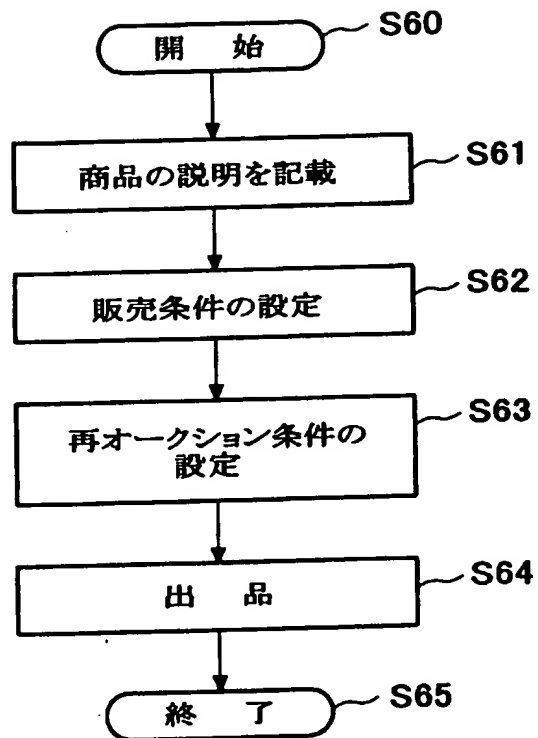 開 始
S60
商品の説明を記載
S61
販売条件の設定
S62
再オークション条件の
設定
S63
出 品
S64
終 了
S65